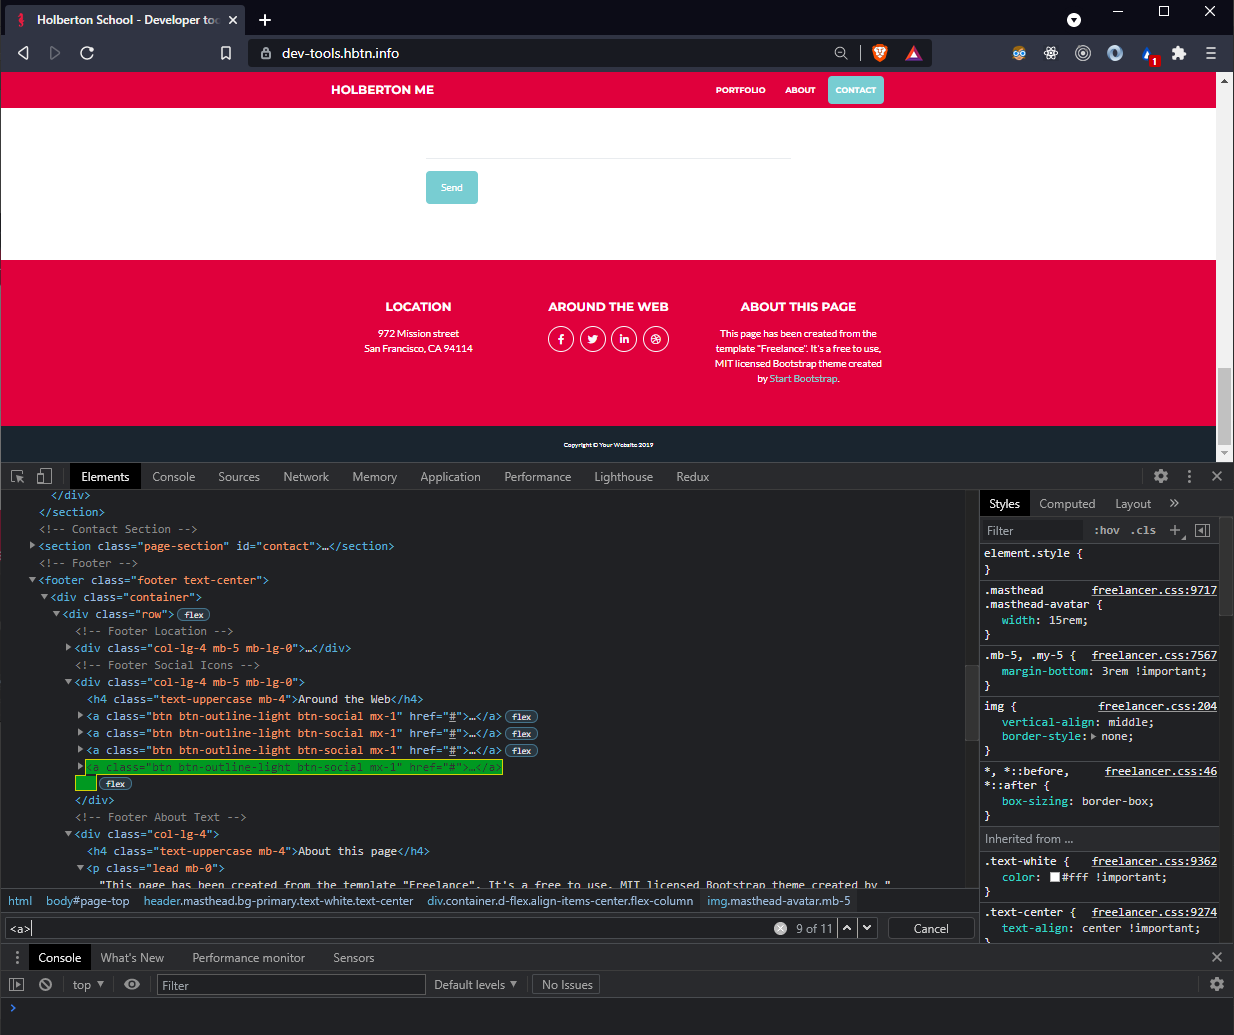 Holberton School - Developer too
dev-tools.hbtn.info
1
HOLBERTON ME
PORTFOLIO
ABOUT
CONTACT
Send
LOCATION
972 Mission street
San Francisco, CA 94114
AROUND THE WEB
ABOUT THIS PAGE
This page has been created from the
template "Freelance". It's a free to use,
MIT licensed Bootstrap theme created
by Start Bootstrap.
Copyright © Your Website 2019
Elements
Console
Sources
Network
Memory
Application
Performance
Lighthouse
Redux
</div>
</section>
<!-- Contact Section -->
<section class="page-section" id="contact">…</section>
<!-- Footer -->
<footer class="footer text-center">
<div class="container">
<div class="row"> flex
<!-- Footer Location -->
<div class="col-lg-4 mb-5 mb-lg-0">…</div>
<!-- Footer Social Icons -->
<div class="col-lg-4 mb-5 mb-lg-0">
<h4 class="text-uppercase mb-4">Around the Web</h4>
<a class="btn btn-outline-light btn-social mx-1" href="#">…</a> flex
<a class="btn btn-outline-light btn-social mx-1" href="#">…</a> flex
<a class="btn btn-outline-light btn-social mx-1" href="#">…</a> flex
<a class="btn btn-outline-light btn-social mx-1" href="#">…</a>
flex
</div>
<!-- Footer About Text -->
<div class="col-lg-4">
<h4 class="text-uppercase mb-4">About this page</h4>
<p class="lead mb-0">
"This page has been created from the template "Freelance". It's a free to use, MIT licensed Bootstrap theme created by "
html body#page-top header.masthead.bg-primary.text-white.text-center div.container.d-flex.align-items-center.flex-column img.masthead-avatar.mb-5
<a>
9 of 11
Cancel
Styles
Computed
Layout
Filter
:hov
.cls
element.style {
}
.masthead freelancer.css:9717
.masthead-avatar {
width: 15rem;
}
.mb-5, .my-5 { freelancer.css:7567
margin-bottom: 3rem !important;
}
img { freelancer.css:204
vertical-align: middle;
border-style: none;
}
*, *::before, freelancer.css:46
*::after {
box-sizing: border-box;
}
Inherited from ...
.text-white { freelancer.css:9362
color: #fff !important;
}
.text-center { freelancer.css:9274
text-align: center !important;
}
Console
What's New
Performance monitor
Sensors
top
Filter
Default levels
No Issues